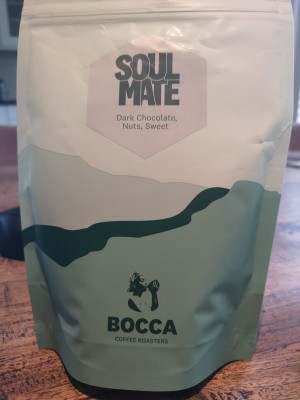 SOUL
MATE
Dark Chocolate,
Nuts, Sweet
BOCCA
COFFEE ROASTERS